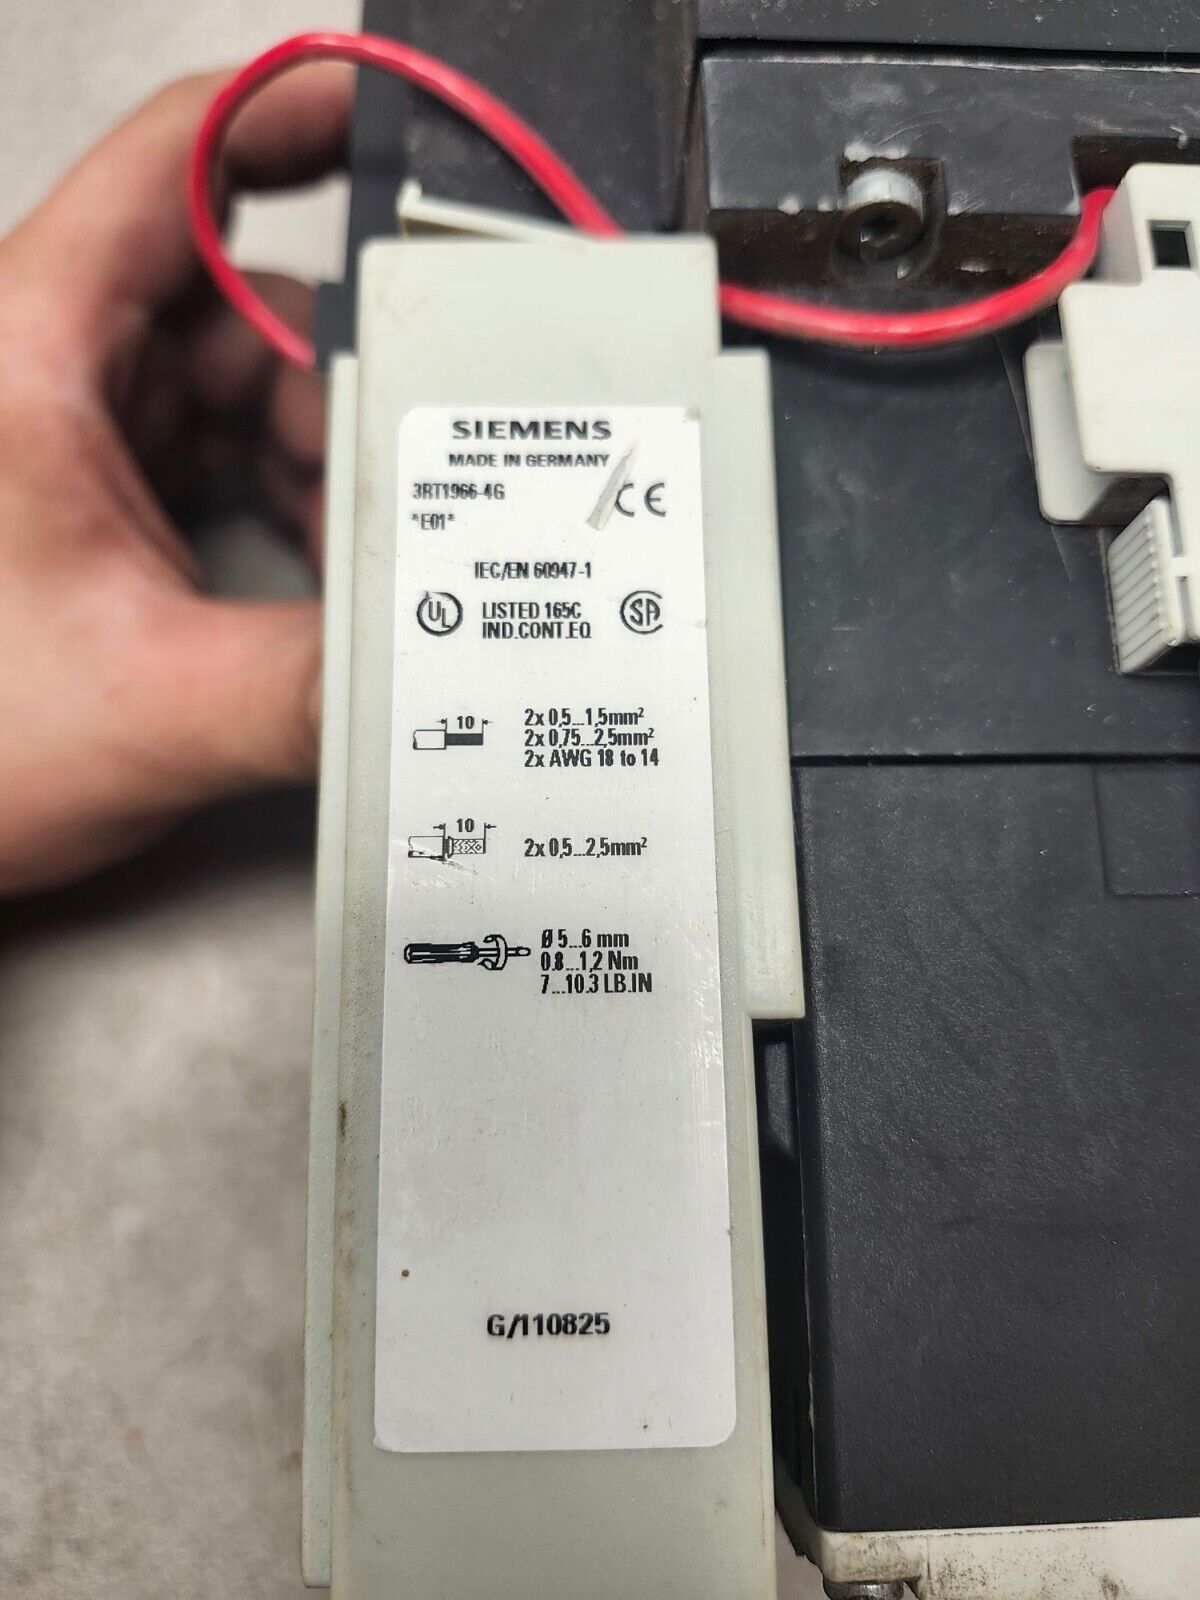 SIEMENS
MADE IN GERMANY
3RT1966-4G
CE
*E01*
IEC/EN 60947-1
UL LISTED 165C SA
IND.CONT.EQ
10 2x 0,5...1,5mm²
2x 0,75...2,5mm²
2x AWG 18 to 14
10 2x 0,5...2,5mm²
Ø 5...6 mm
0.8...1,2 Nm
7...10.3 LB.IN
G/110825